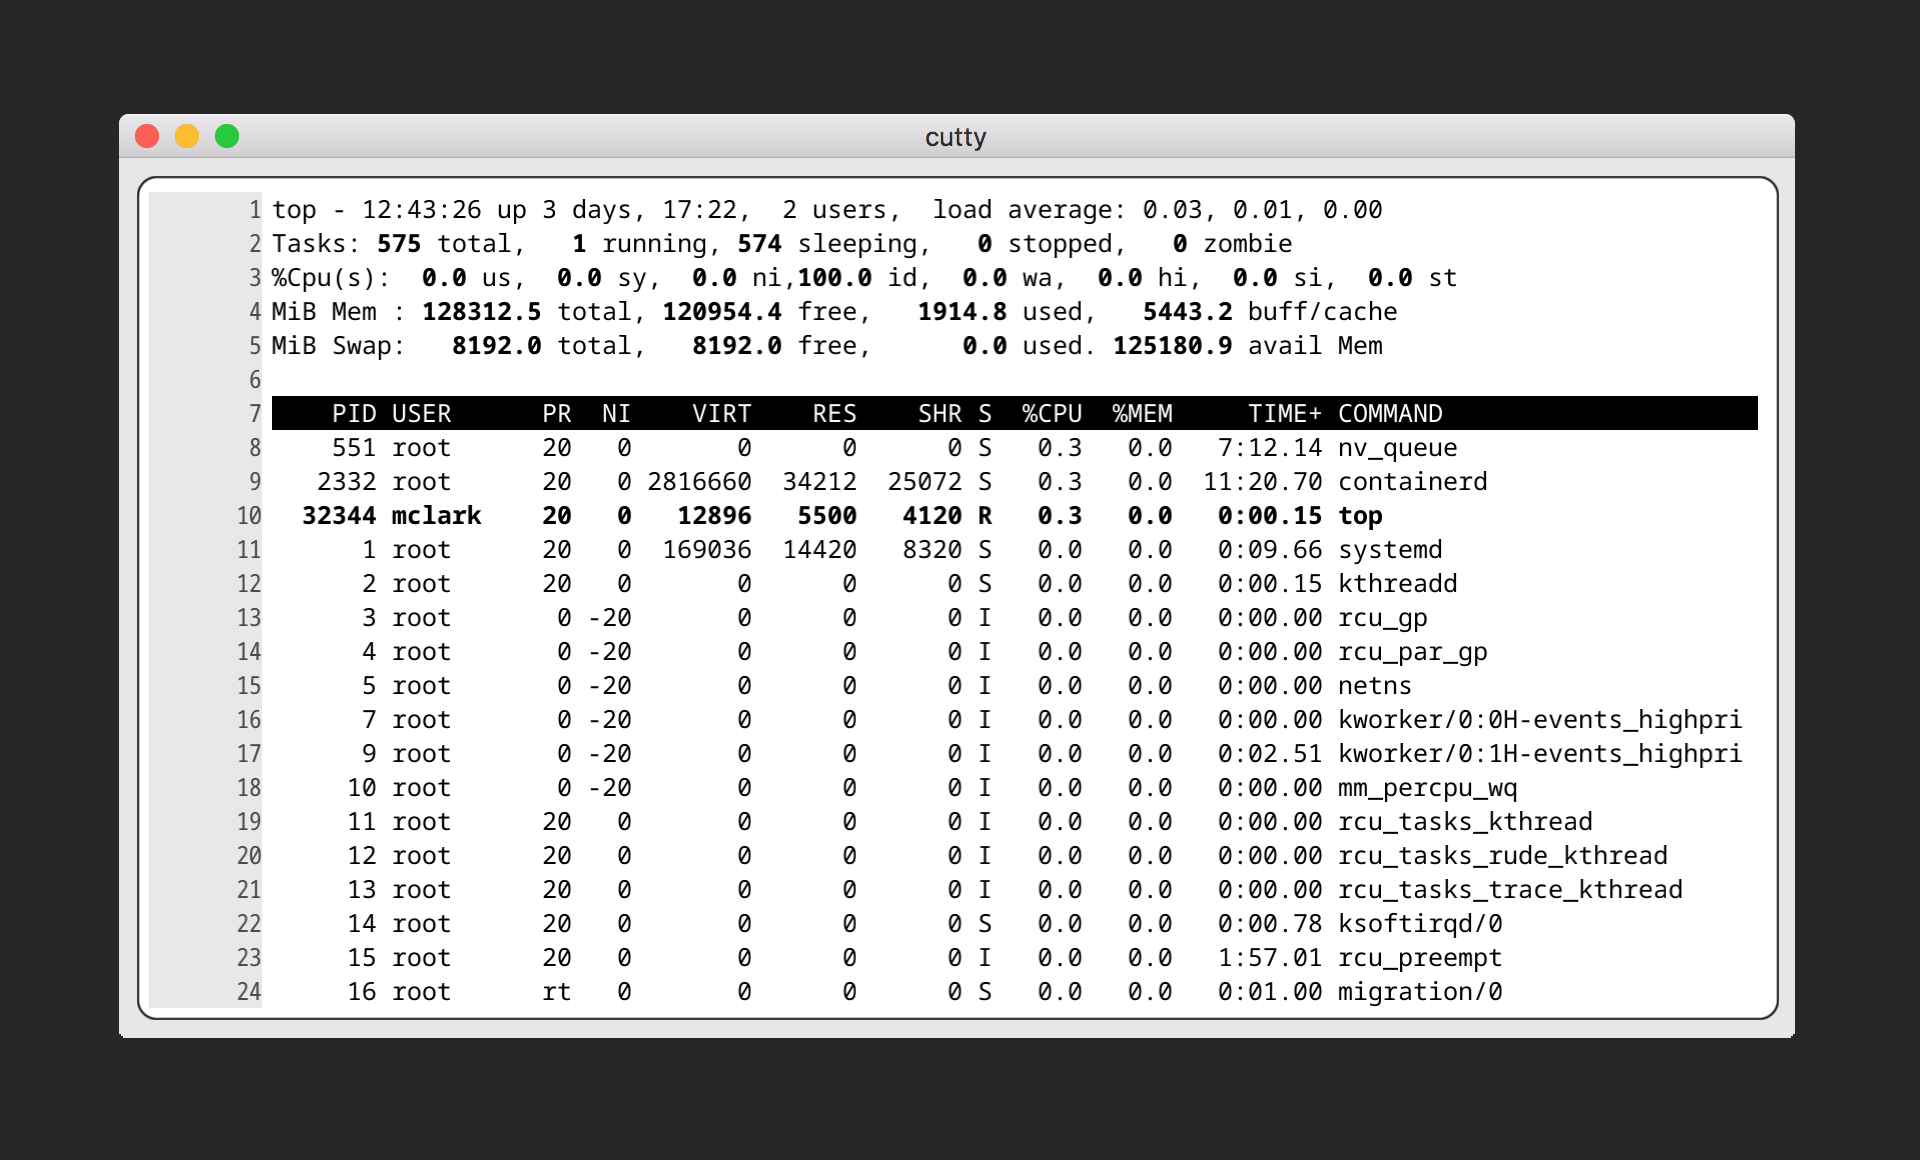 cutty
1 top - 12:43:26 up 3 days, 17:22,  2 users,  load average: 0.03, 0.01, 0.00
2 Tasks: 575 total,   1 running, 574 sleeping,   0 stopped,   0 zombie
3 %Cpu(s):  0.0 us,  0.0 sy,  0.0 ni,100.0 id,  0.0 wa,  0.0 hi,  0.0 si,  0.0 st
4 MiB Mem : 128312.5 total, 120954.4 free,   1914.8 used,   5443.2 buff/cache
5 MiB Swap:   8192.0 total,   8192.0 free,      0.0 used. 125180.9 avail Mem
6
7     PID USER      PR  NI    VIRT    RES    SHR S  %CPU  %MEM     TIME+ COMMAND
8     551 root      20   0       0      0      0 S   0.3   0.0   7:12.14 nv_queue
9    2332 root      20   0 2816660  34212  25072 S   0.3   0.0  11:20.70 containerd
10   32344 mclark    20   0   12896   5500   4120 R   0.3   0.0   0:00.15 top
11       1 root      20   0  169036  14420   8320 S   0.0   0.0   0:09.66 systemd
12       2 root      20   0       0      0      0 S   0.0   0.0   0:00.15 kthreadd
13       3 root       0 -20       0      0      0 I   0.0   0.0   0:00.00 rcu_gp
14       4 root       0 -20       0      0      0 I   0.0   0.0   0:00.00 rcu_par_gp
15       5 root       0 -20       0      0      0 I   0.0   0.0   0:00.00 netns
16       7 root       0 -20       0      0      0 I   0.0   0.0   0:00.00 kworker/0:0H-events_highpri
17       9 root       0 -20       0      0      0 I   0.0   0.0   0:02.51 kworker/0:1H-events_highpri
18      10 root       0 -20       0      0      0 I   0.0   0.0   0:00.00 mm_percpu_wq
19      11 root      20   0       0      0      0 I   0.0   0.0   0:00.00 rcu_tasks_kthread
20      12 root      20   0       0      0      0 I   0.0   0.0   0:00.00 rcu_tasks_rude_kthread
21      13 root      20   0       0      0      0 I   0.0   0.0   0:00.00 rcu_tasks_trace_kthread
22      14 root      20   0       0      0      0 S   0.0   0.0   0:00.78 ksoftirqd/0
23      15 root      20   0       0      0      0 I   0.0   0.0   1:57.01 rcu_preempt
24      16 root      rt   0       0      0      0 S   0.0   0.0   0:01.00 migration/0